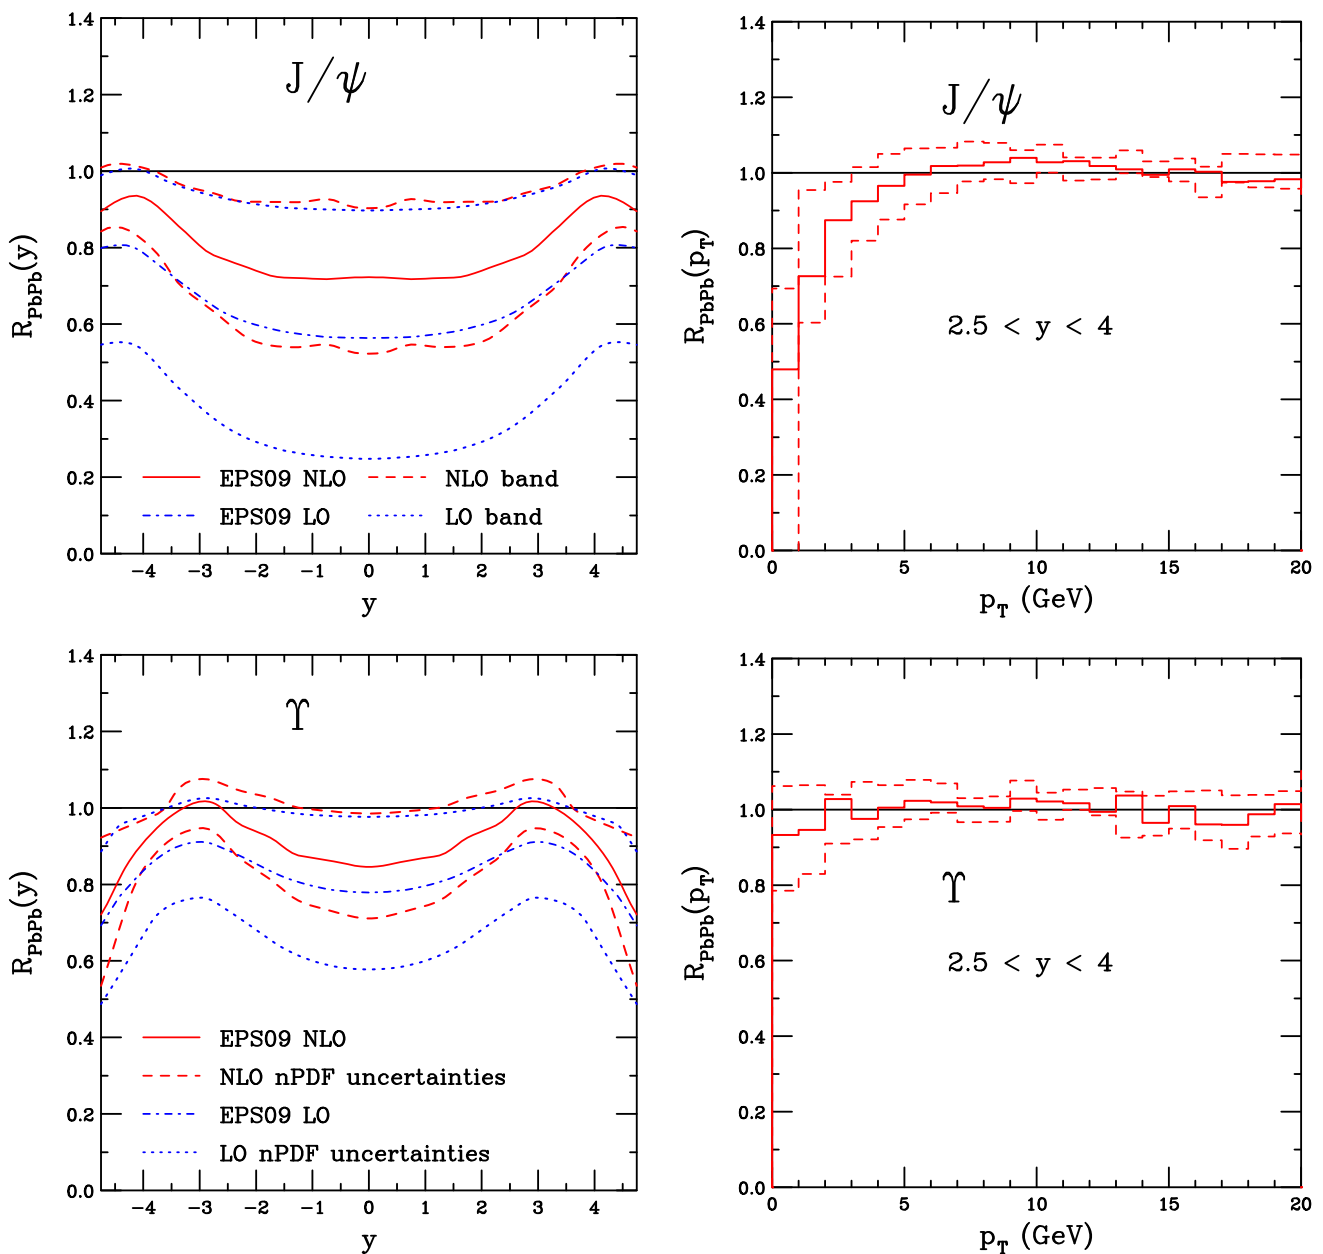 1.4
1.2
1.0
0.8
0.6
0.4
0.2
0.0
R_PbPb(y)
J/ψ
EPS09 NLO
NLO band
EPS09 LO
LO band
−4 −3 −2 −1 0 1 2 3 4
y
1.4
1.2
1.0
0.8
0.6
0.4
0.2
0.0
R_PbPb(p_T)
J/ψ
2.5 < y < 4
0 5 10 15 20
p_T (GeV)
1.4
1.2
1.0
0.8
0.6
0.4
0.2
0.0
R_PbPb(y)
ϒ
EPS09 NLO
NLO nPDF uncertainties
EPS09 LO
LO nPDF uncertainties
−4 −3 −2 −1 0 1 2 3 4
y
1.4
1.2
1.0
0.8
0.6
0.4
0.2
0.0
R_PbPb(p_T)
ϒ
2.5 < y < 4
0 5 10 15 20
p_T (GeV)